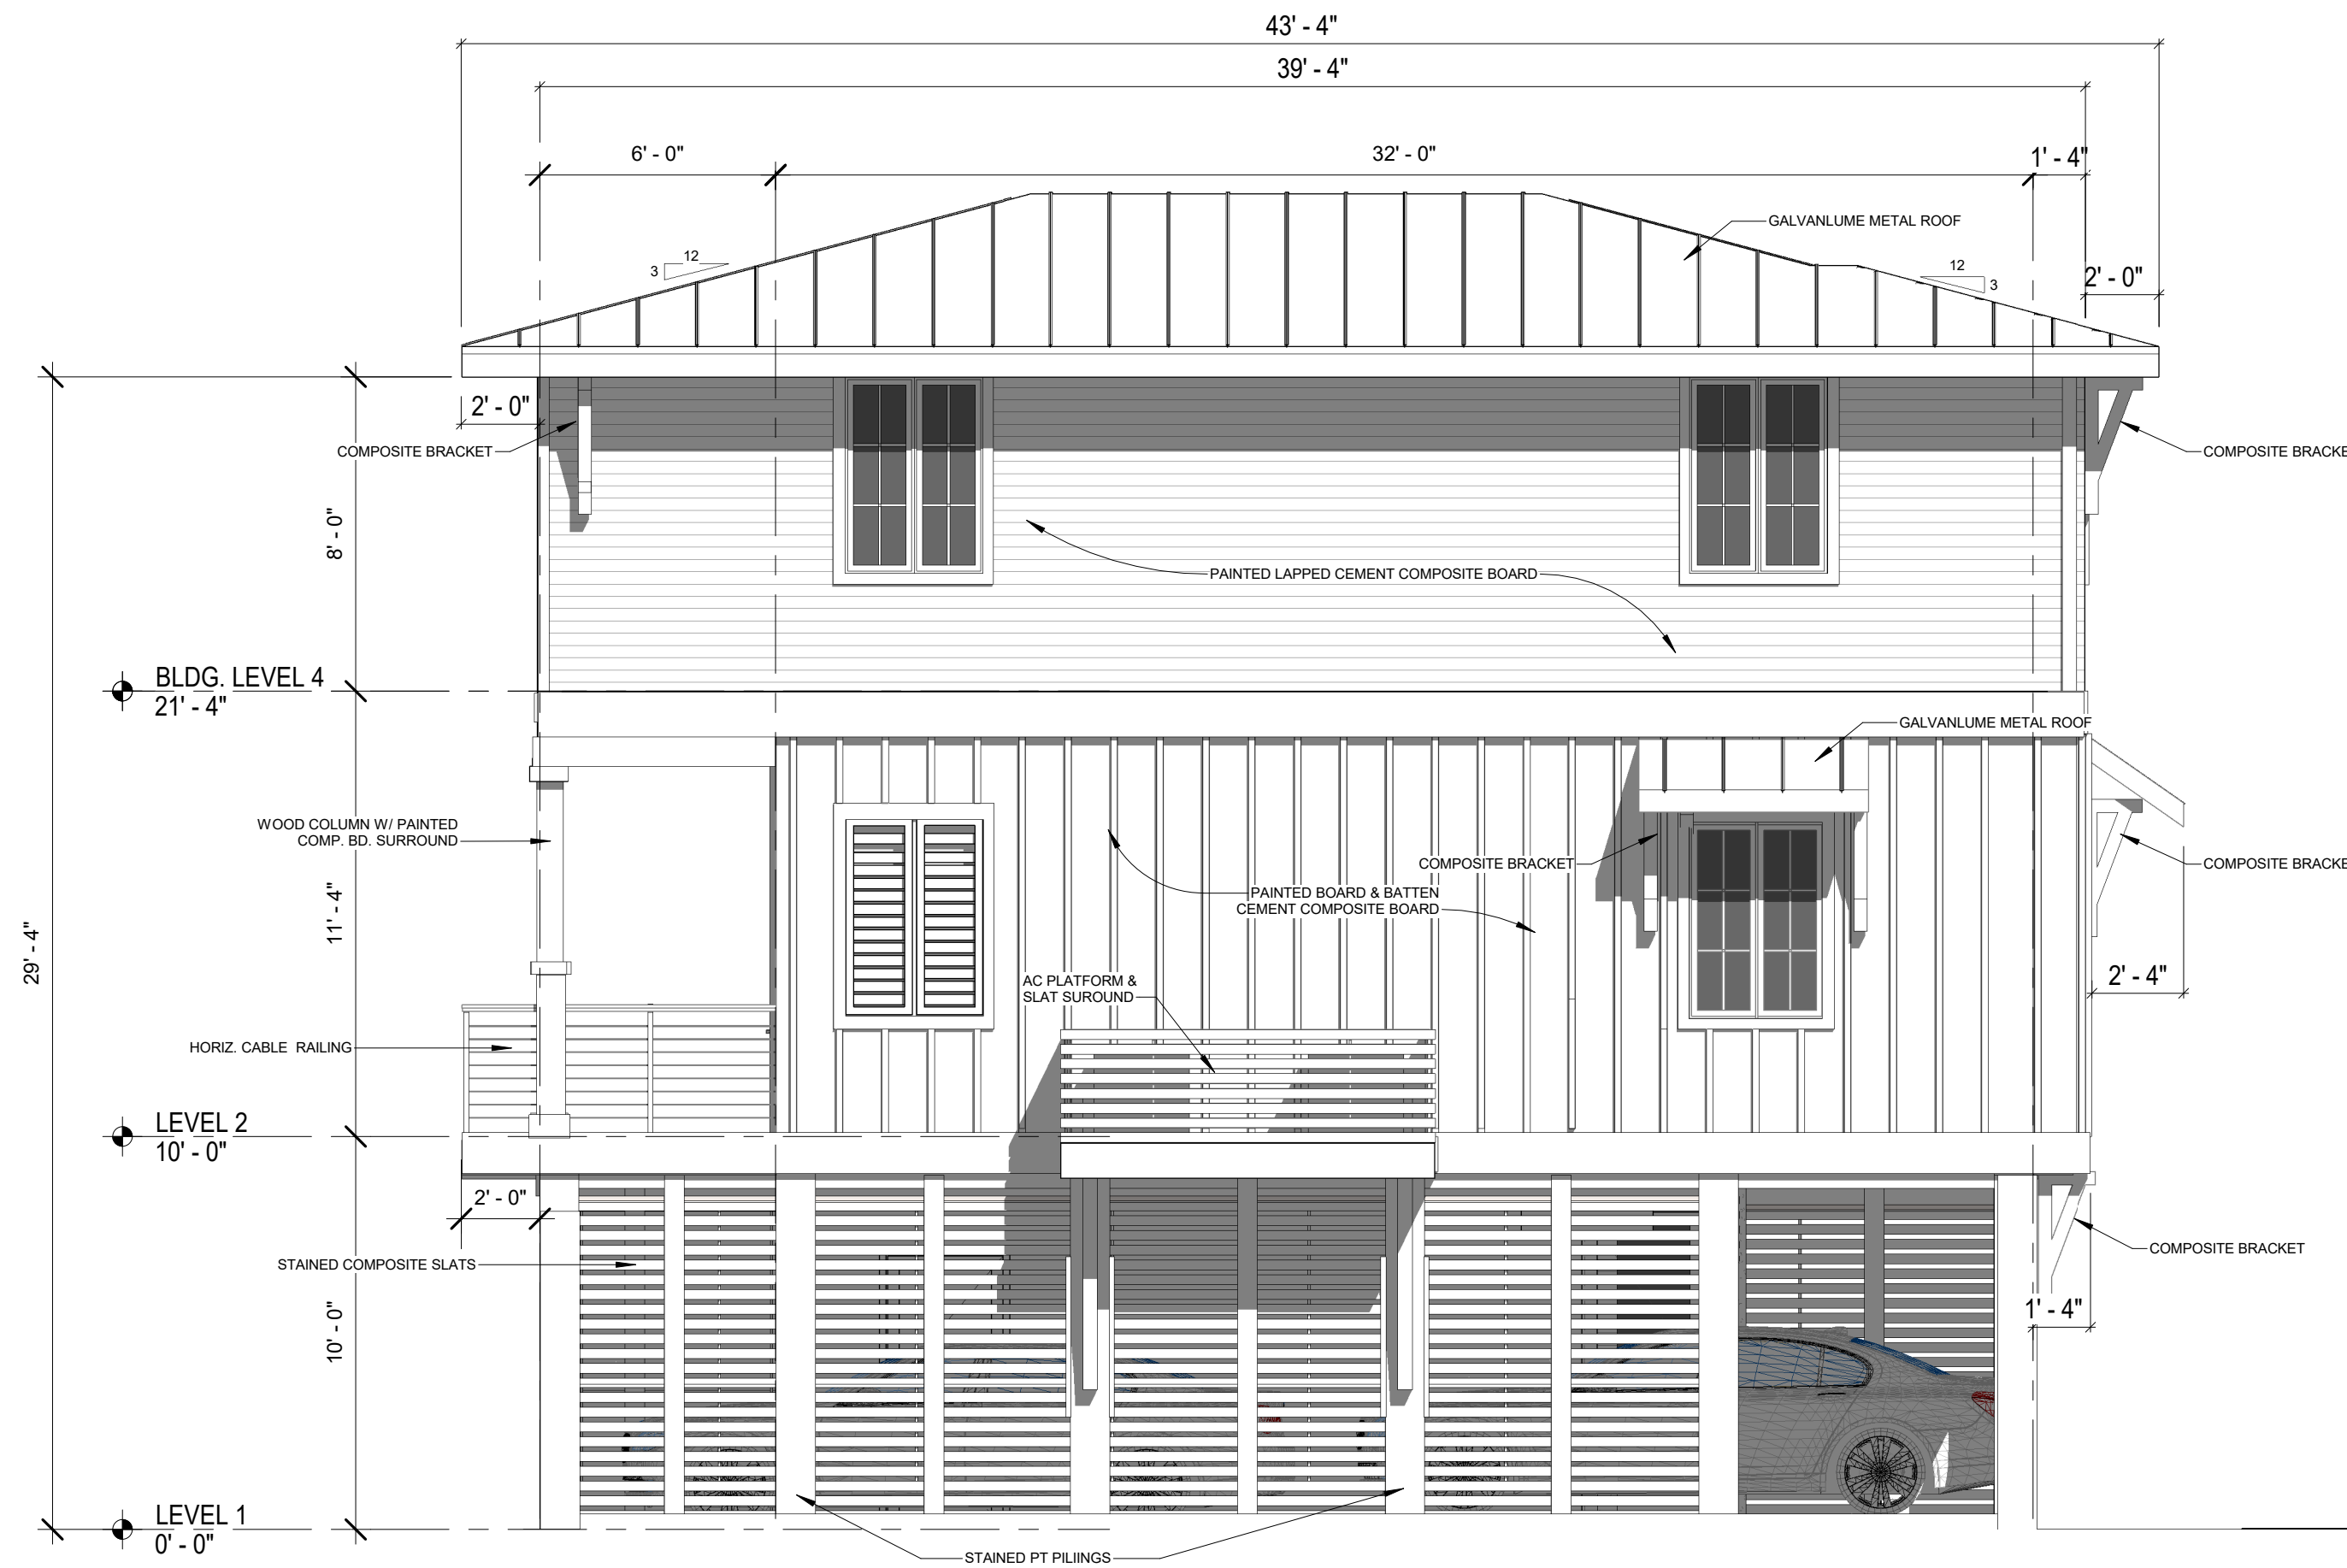 43' - 4"
39' - 4"
6' - 0"
32' - 0"
1' - 4"
GALVANLUME METAL ROOF
12
3
12
3
2' - 0"
2' - 0"
COMPOSITE BRACKET
COMPOSITE BRACKE
8' - 0"
PAINTED LAPPED CEMENT COMPOSITE BOARD
BLDG. LEVEL 4
21' - 4"
GALVANLUME METAL ROOF
WOOD COLUMN W/ PAINTED
COMP. BD. SURROUND
COMPOSITE BRACKET
COMPOSITE BRACKE
PAINTED BOARD & BATTEN
CEMENT COMPOSITE BOARD
11' - 4"
29' - 4"
AC PLATFORM &
SLAT SUROUND
2' - 4"
HORIZ. CABLE RAILING
LEVEL 2
10' - 0"
2' - 0"
STAINED COMPOSITE SLATS
COMPOSITE BRACKET
1' - 4"
10' - 0"
LEVEL 1
0' - 0"
STAINED PT PILIINGS